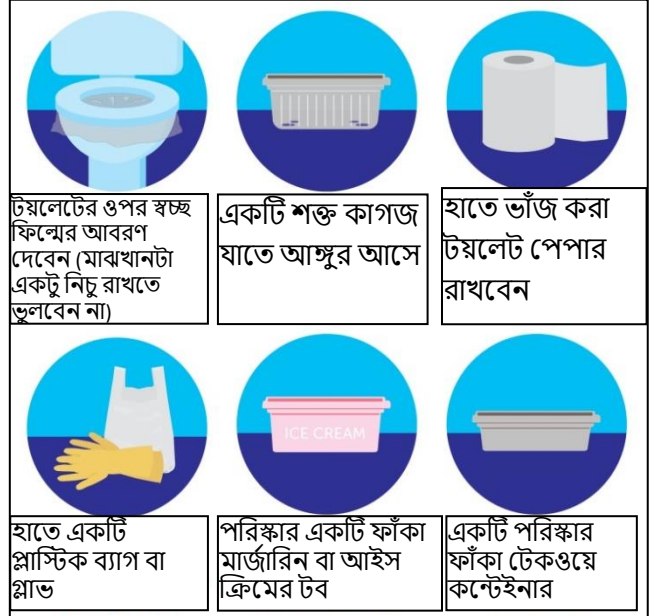 টয়লেটের ওপর স্বচ্ছ
ফিল্মের আবরণ
দেবেন (মাঝখানটা
একটু নিচু রাখতে
ভুলবেন না)
একটি শক্ত কাগজ
যাতে আঙ্গুর আসে
হাতে ভাঁজ করা
টয়লেট পেপার
রাখবেন
ICE CREAM
হাতে একটি
প্লাস্টিক ব্যাগ বা
গ্লাভ
পরিস্কার একটি ফাঁকা
মার্জারিন বা আইস
ক্রিমের টব
একটি পরিস্কার
ফাঁকা টেকওয়ে
কন্টেইনার